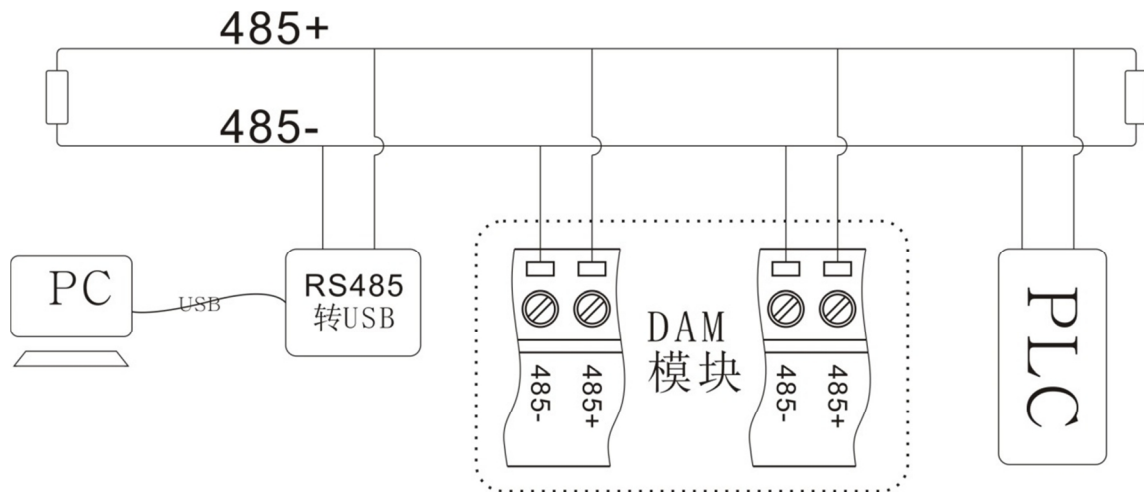 485+
485-
PC
USB
RS485
转USB
485-
485+
DAM
模块
485-
485+
PLC